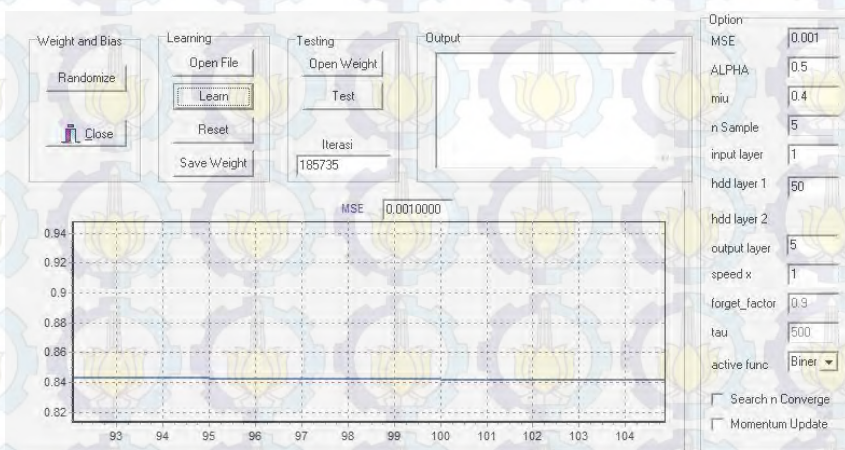 Weight and Bias
Randomize
Close
Learning
Open File
Learn
Reset
Save Weight
Testing
Open Weight
Test
Iterasi
185735
Output
MSE 0.0010000
0.94
0.92
0.9
0.88
0.86
0.84
0.82
93 94 95 96 97 98 99 100 101 102 103 104
Option
MSE 0.001
ALPHA 0.5
miu 0.4
n Sample 5
input layer 1
hdd layer 1 50
hdd layer 2
output layer 5
speed x 1
forget_factor 0.9
tau 500
active func Biner
Search n Converge
Momentum Update